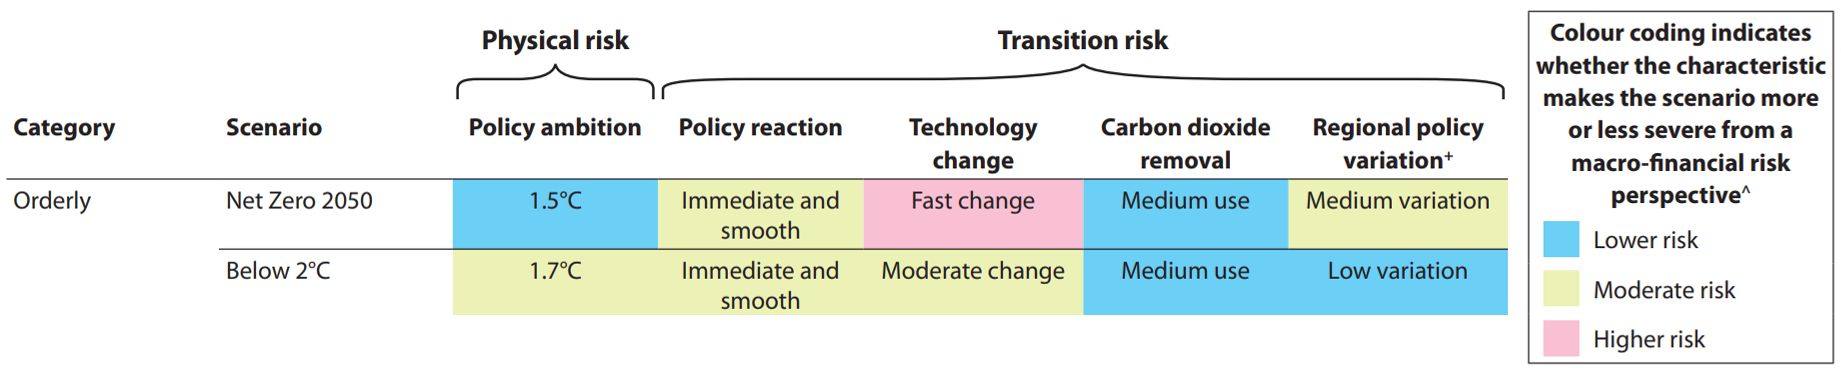 Physical risk
Transition risk
Category
Scenario
Policy ambition
Policy reaction
Technology
change
Carbon dioxide
removal
Regional policy
variation⁺
Orderly
Net Zero 2050
1.5°C
Immediate and
smooth
Fast change
Medium use
Medium variation
Below 2°C
1.7°C
Immediate and
smooth
Moderate change
Medium use
Low variation
Colour coding indicates
whether the characteristic
makes the scenario more
or less severe from a
macro-financial risk
perspective^
Lower risk
Moderate risk
Higher risk